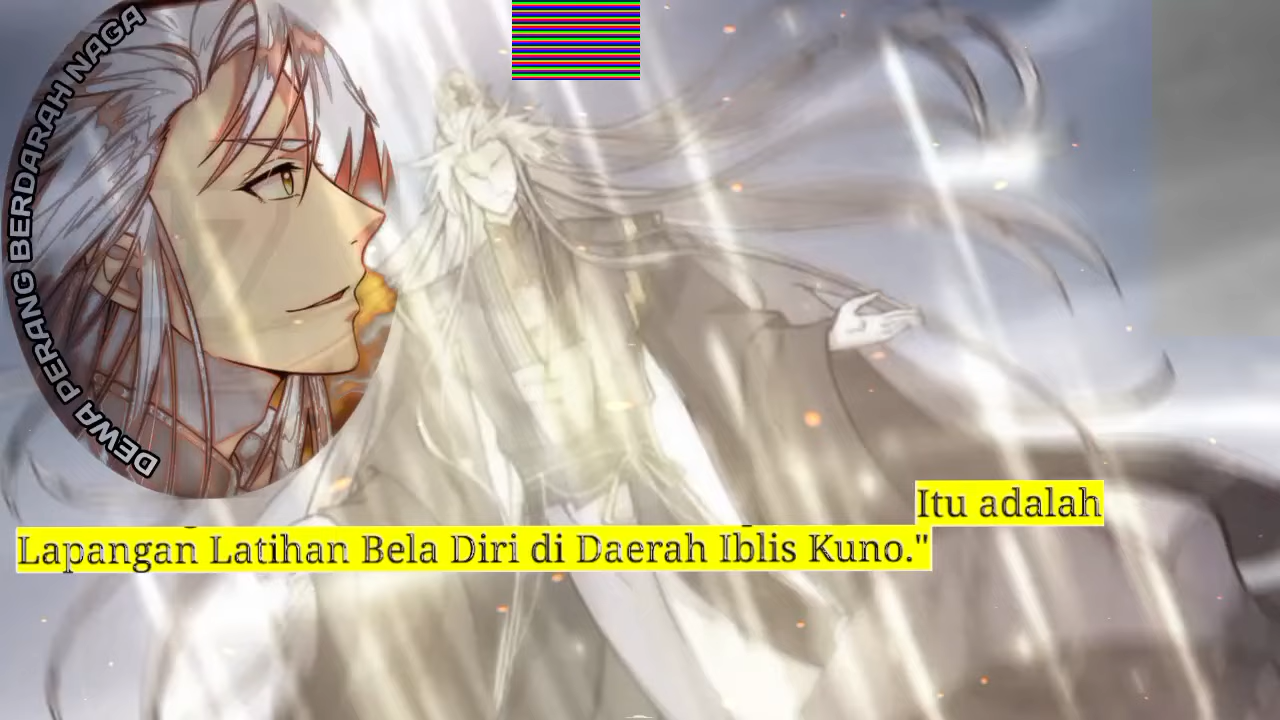 DEWA PERANG BERDARAH NAGA
Itu adalah
Lapangan Latihan Bela Diri di Daerah Iblis Kuno."